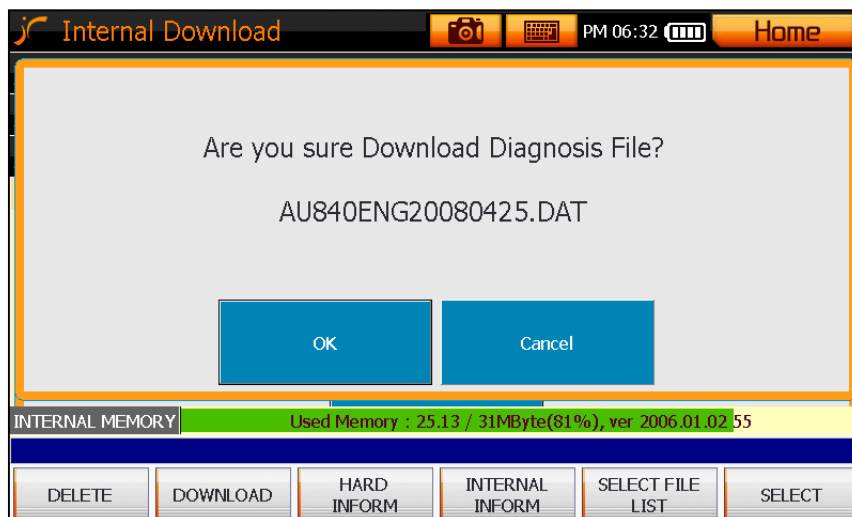 Internal Download
PM 06:32
Home
Are you sure Download Diagnosis File?
AU840ENG20080425.DAT
OK
Cancel
INTERNAL MEMORY
Used Memory : 25.13 / 31MByte(81%), ver 2006.01.02 55
DELETE
DOWNLOAD
HARD
INFORM
INTERNAL
INFORM
SELECT FILE
LIST
SELECT